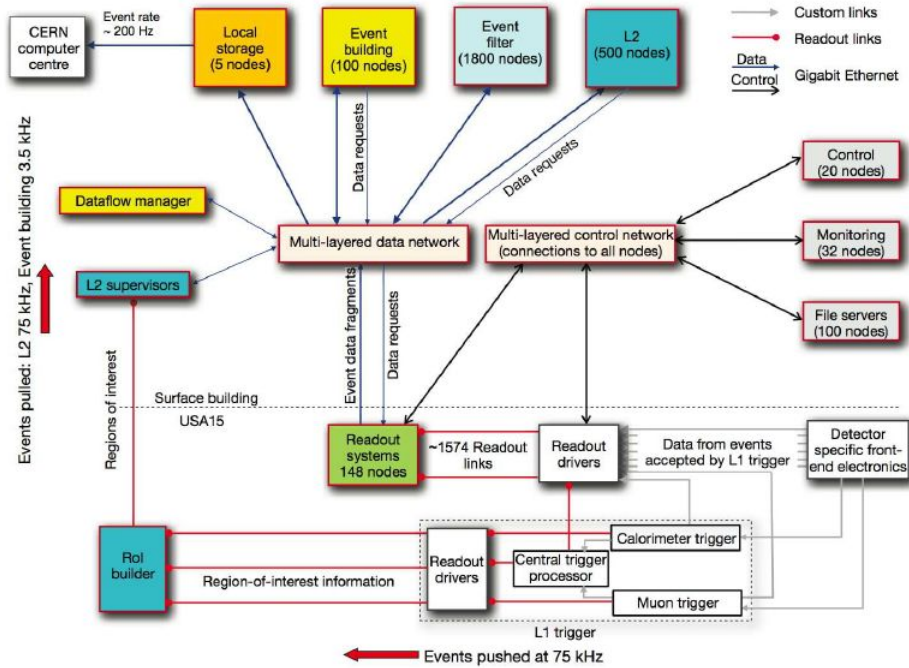 CERN
computer
centre
Event rate
~ 200 Hz
Local
storage
(5 nodes)
Event
building
(100 nodes)
Event
filter
(1800 nodes)
L2
(500 nodes)
Custom links
Readout links
Data
Control
Gigabit Ethernet
Data requests
Data requests
Control
(20 nodes)
Dataflow manager
Multi-layered data network
Multi-layered control network
(connections to all nodes)
Monitoring
(32 nodes)
L2 supervisors
File servers
(100 nodes)
Events pulled: L2 75 kHz, Event building 3.5 kHz
Regions of interest
Event data fragments
Data requests
Surface building
USA15
Readout
systems
148 nodes
~1574 Readout
links
Readout
drivers
Data from events
accepted by L1 trigger
Detector
specific front-
end electronics
RoI
builder
Region-of-interest information
Readout
drivers
Calorimeter trigger
Central trigger
processor
Muon trigger
L1 trigger
Events pushed at 75 kHz